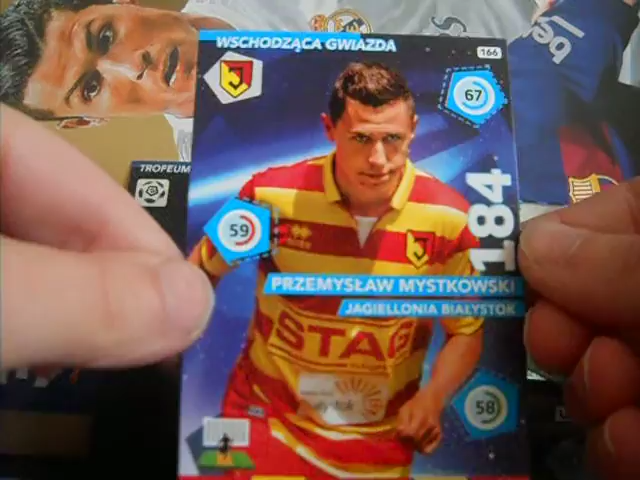 WSCHODZĄCA GWIAZDA
166
67
59
184
PRZEMYSŁAW MYSTKOWSKI
JAGIELLONIA BIAŁYSTOK
STAG
58
TROFEUM